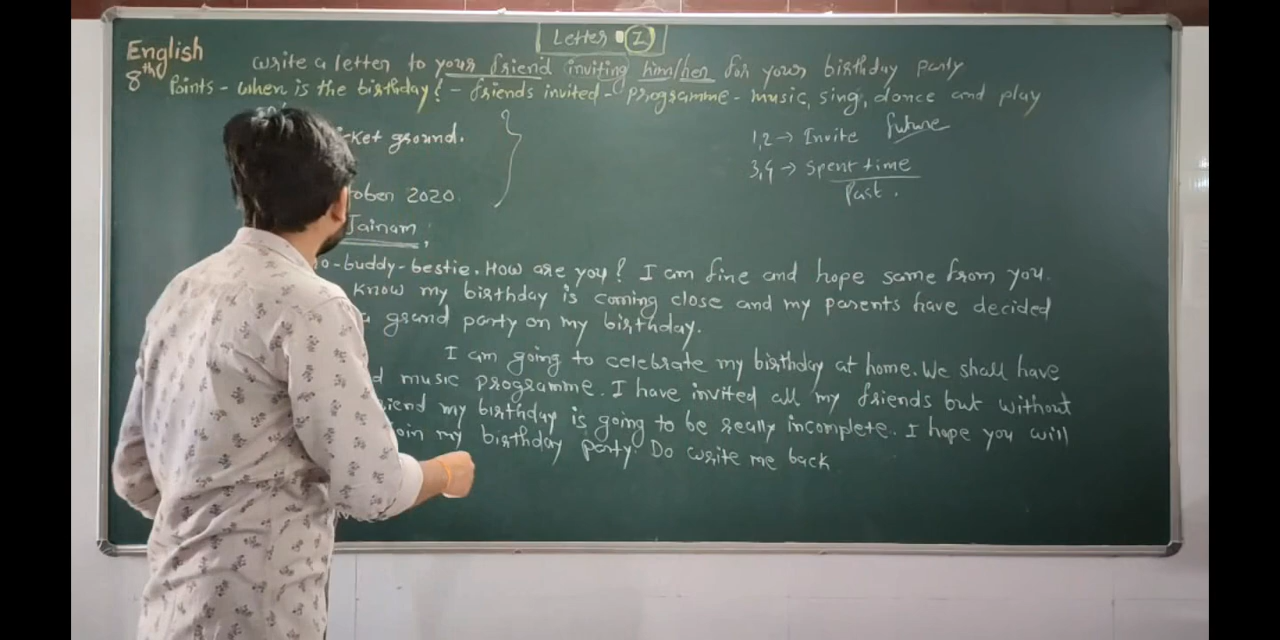 Letter 2
English
8th
Write a letter to your friend inviting him/her for your birthday party
Points - When is the birthday? - friends invited - Programme - music, sing, dance and play
cket ground.
1,2 → Invite future
3,4 → Spent time
Past.
tober 2020
Jainam,
o-buddy-bestie. How are you? I am fine and hope same from you.
Know my birthday is coming close and my parents have decided
a grand party on my birthday.
I am going to celebrate my birthday at home. We shall have
d music programme. I have invited all my friends but without
riend my birthday is going to be really incomplete. I hope you will
oin my birthday party. Do write me back